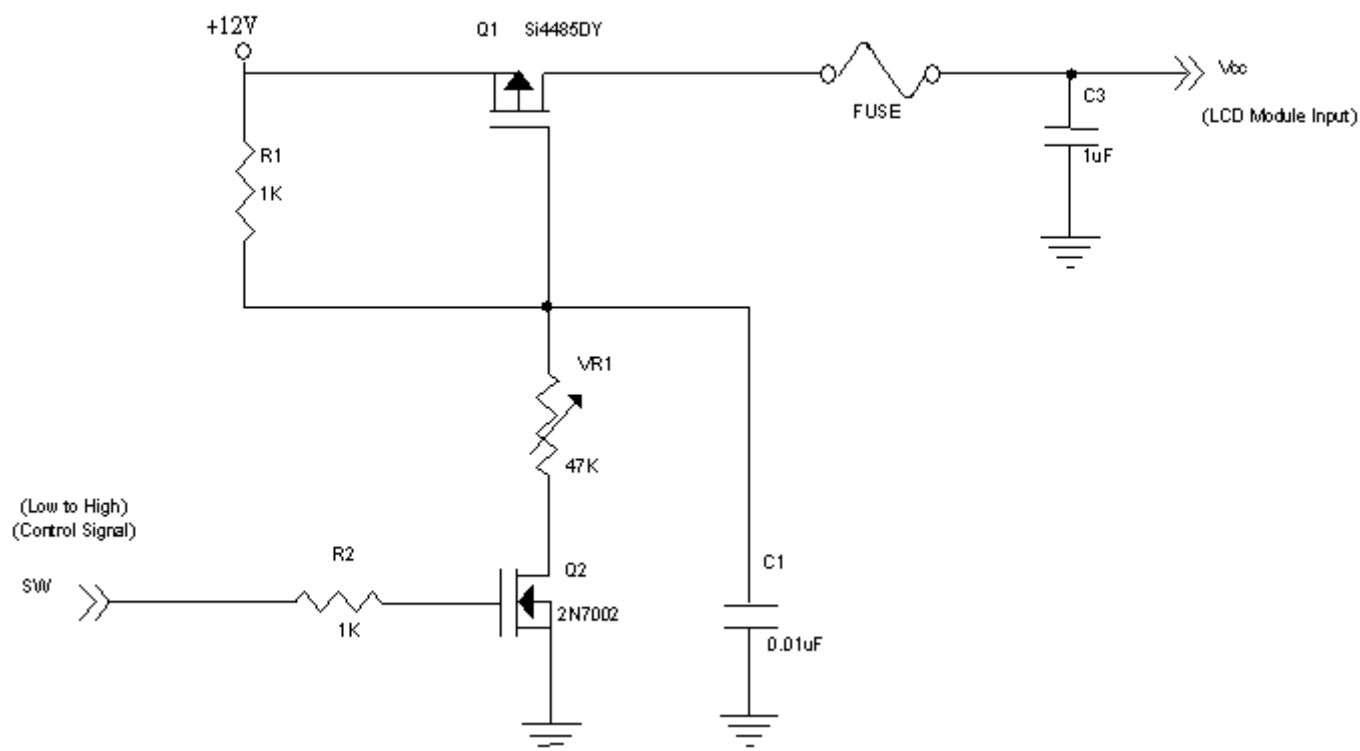 +12V
Q1 Si4485DY
FUSE
Vcc
(LCD Module Input)
C3
1uF
R1
1K
VR1
47K
(Low to High)
(Control Signal)
SW
R2
1K
Q2
2N7002
C1
0.01uF